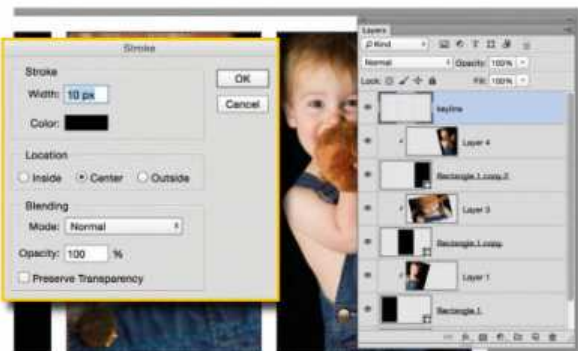 Stroke
Stroke
Width: 10 px
Color:
OK
Cancel
Location
Inside Center Outside
Blending
Mode: Normal
Opacity: 100 %
Preserve Transparency
Layers
Kind
Normal Opacity: 100%
Lock: Fill: 100%
keyline
Layer 4
Rectangle 1 copy 2
Layer 3
Rectangle 1 copy
Layer 1
Rectangle 1